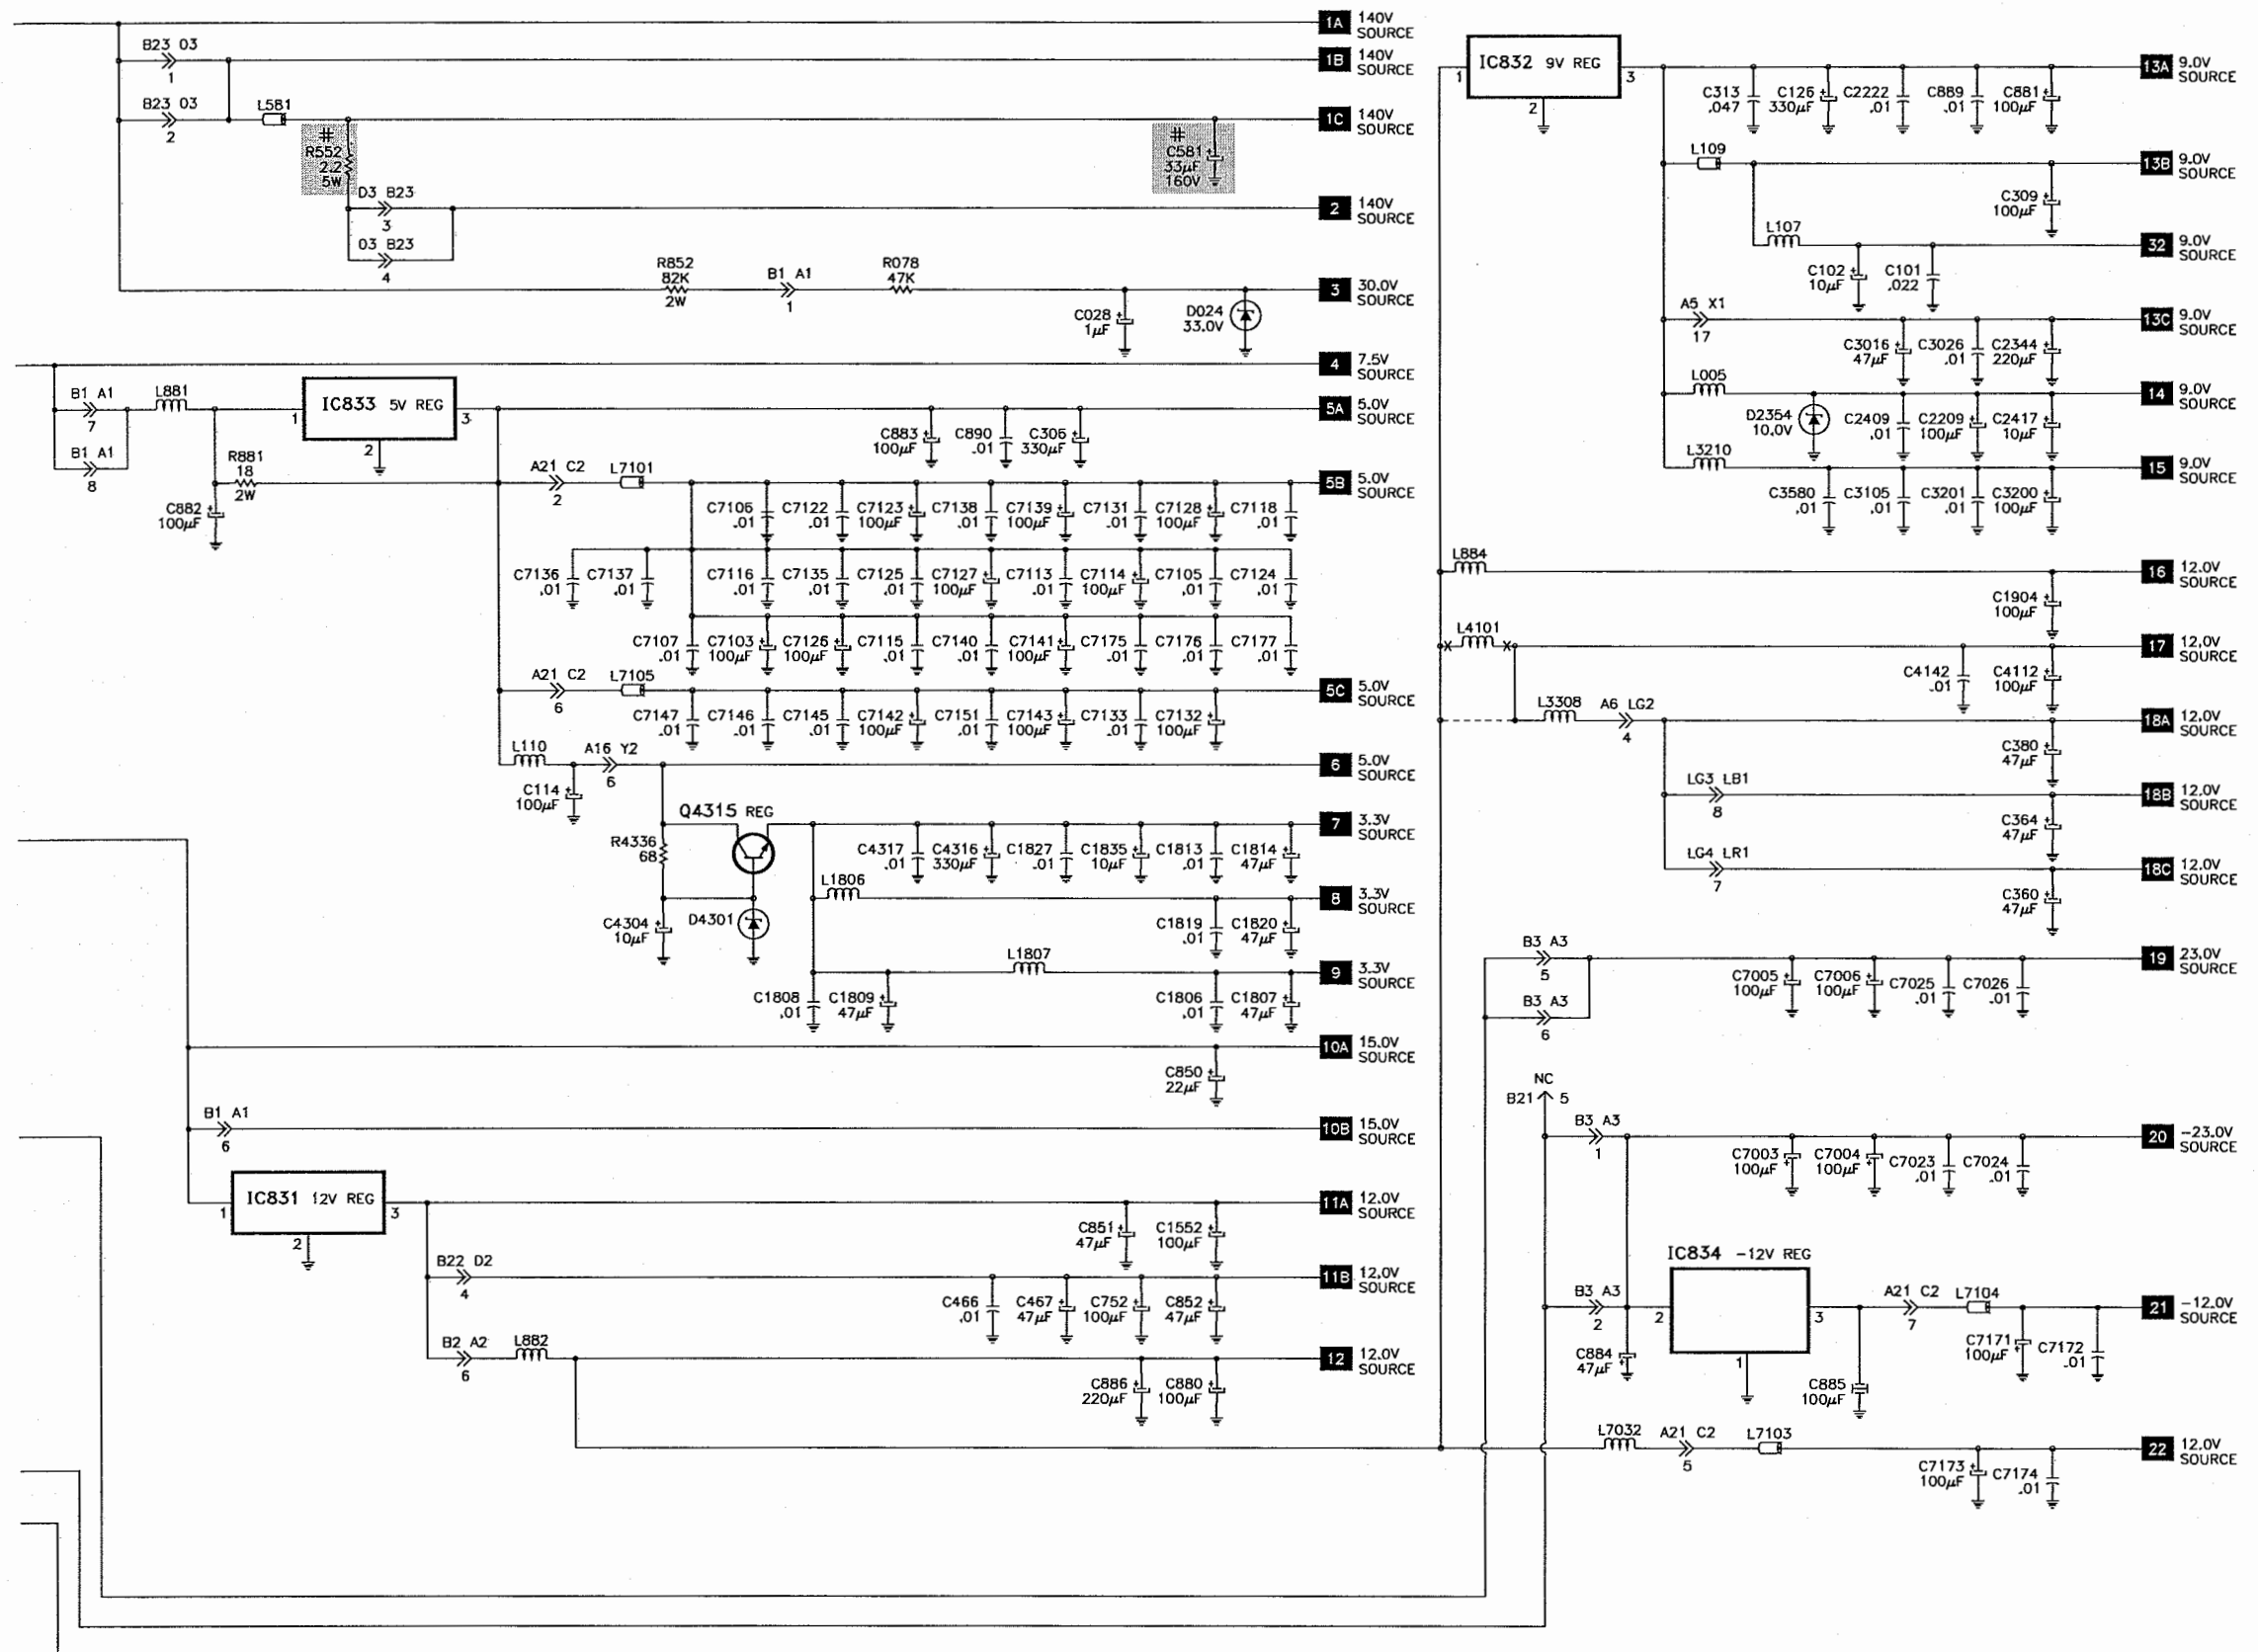 1A 140V
SOURCE
B23 03
1
1B 140V
SOURCE
B23 03
2
L581
1C 140V
SOURCE
#
R552
2.2
5W
#
C581
33µF
160V
D3 B23
3
2 140V
SOURCE
03 B23
4
R852
82K
2W
B1 A1
1
R078
47K
3 30.0V
SOURCE
C028
1µF
D024
33.0V
4 7.5V
SOURCE
B1 A1
7
L881
1 IC833 5V REG 3
2
5A 5.0V
SOURCE
C883
100µF
C890
.01
C306
330µF
B1 A1
8
R881
18
2W
C882
100µF
A21 C2
2
L7101
5B 5.0V
SOURCE
C7106
.01
C7122
.01
C7123
100µF
C7138
.01
C7139
100µF
C7131
.01
C7128
100µF
C7118
.01
C7136
.01
C7137
.01
C7116
.01
C7135
.01
C7125
.01
C7127
100µF
C7113
.01
C7114
100µF
C7105
.01
C7124
.01
C7107
.01
C7103
100µF
C7126
100µF
C7115
.01
C7140
.01
C7141
100µF
C7175
.01
C7176
.01
C7177
.01
A21 C2
6
L7105
5C 5.0V
SOURCE
C7147
.01
C7146
.01
C7145
.01
C7142
100µF
C7151
.01
C7143
100µF
C7133
.01
C7132
100µF
L110
A16 Y2
6
6 5.0V
SOURCE
C114
100µF
Q4315 REG
7 3.3V
SOURCE
R4336
68
C4317
.01
C4316
330µF
C1827
.01
C1835
10µF
C1813
.01
C1814
47µF
L1806
8 3.3V
SOURCE
C4304
10µF
D4301
C1819
.01
C1820
47µF
L1807
9 3.3V
SOURCE
C1808
.01
C1809
47µF
C1806
.01
C1807
47µF
10A 15.0V
SOURCE
C850
22µF
B1 A1
6
10B 15.0V
SOURCE
1 IC831 12V REG 3
2
11A 12.0V
SOURCE
C851
47µF
C1552
100µF
B22 D2
4
11B 12.0V
SOURCE
C466
.01
C467
47µF
C752
100µF
C852
47µF
B2 A2
6
L882
12 12.0V
SOURCE
C886
220µF
C880
100µF
1 IC832 9V REG 3
2
13A 9.0V
SOURCE
C313
.047
C126
330µF
C2222
.01
C889
.01
C881
100µF
L109
13B 9.0V
SOURCE
C309
100µF
L107
32 9.0V
SOURCE
C102
10µF
C101
.022
A5 X1
17
13C 9.0V
SOURCE
C3016
47µF
C3026
.01
C2344
220µF
L005
14 9.0V
SOURCE
D2354
10.0V
C2409
.01
C2209
100µF
C2417
10µF
L3210
15 9.0V
SOURCE
C3580
.01
C3105
.01
C3201
.01
C3200
100µF
L884
16 12.0V
SOURCE
C1904
100µF
L4101
17 12.0V
SOURCE
C4142
.01
C4112
100µF
L3308
A6 LG2
4
18A 12.0V
SOURCE
C380
47µF
LG3 LB1
8
18B 12.0V
SOURCE
C364
47µF
LG4 LR1
7
18C 12.0V
SOURCE
C360
47µF
B3 A3
5
19 23.0V
SOURCE
C7005
100µF
C7006
100µF
C7025
.01
C7026
.01
B3 A3
6
NC
B21 5
B3 A3
1
20 -23.0V
SOURCE
C7003
100µF
C7004
100µF
C7023
.01
C7024
.01
IC834 -12V REG
B3 A3
2
2 3
1
A21 C2
7
L7104
21 -12.0V
SOURCE
C884
47µF
C885
100µF
C7171
100µF
C7172
.01
L7032
A21 C2
5
L7103
22 12.0V
SOURCE
C7173
100µF
C7174
.01